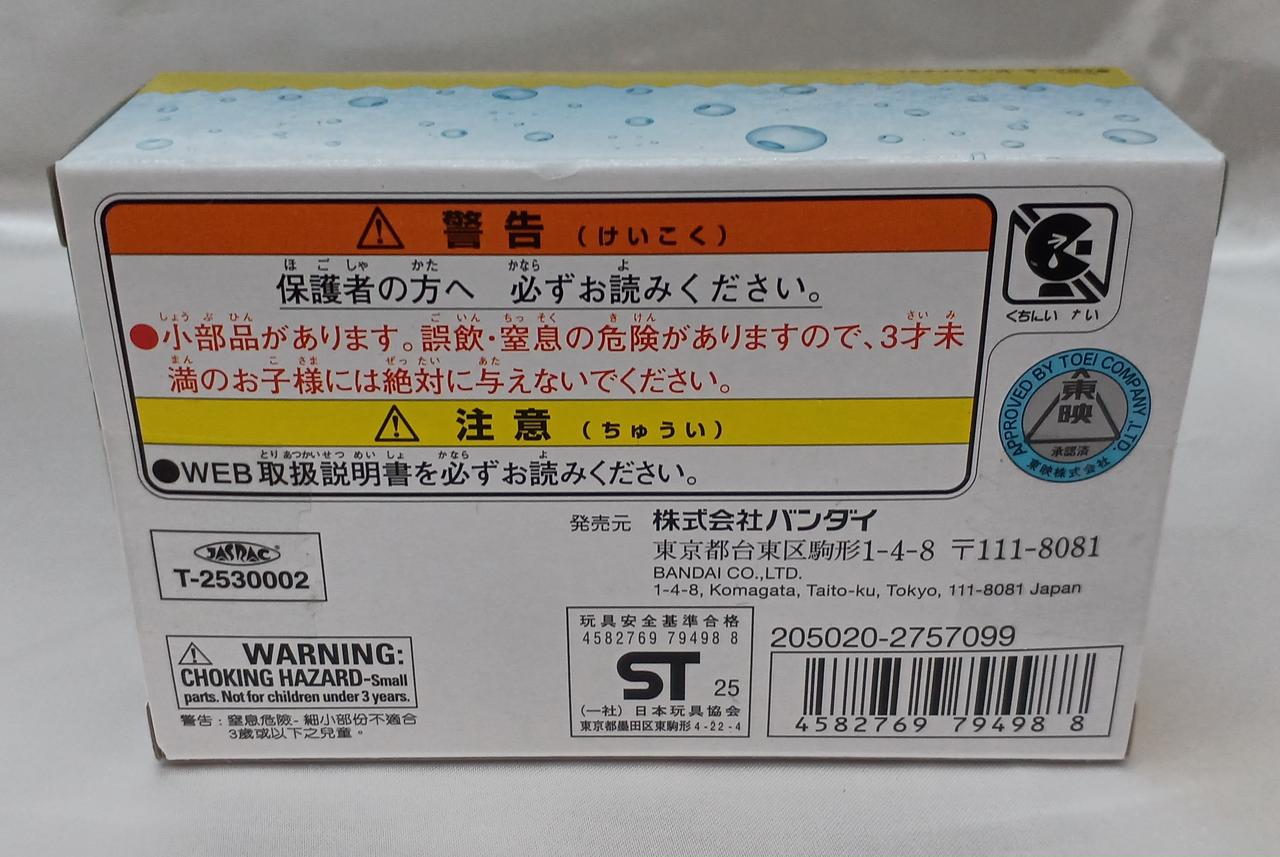 警告(けいこく)
保護者の方へ 必ずお読みください。
●小部品があります。誤飲・窒息の危険がありますので、3才未
満のお子様には絶対に与えないでください。
注意(ちゅうい)
●WEB取扱説明書を必ずお読みください。
APPROVED BY TOEI COMPANY, LTD.
東映
承認済
東映株式会社
発売元 株式会社バンダイ
東京都台東区駒形1-4-8 〒111-8081
BANDAI CO.,LTD.
1-4-8, Komagata, Taito-ku, Tokyo, 111-8081 Japan
JASRAC
T-2530002
WARNING:
CHOKING HAZARD-Small
parts. Not for children under 3 years.
警告:窒息危險-細小部份不適合
3歲或以下之兒童。
玩具安全基準合格
4582769 79498 8
ST 25
(一社)日本玩具協会
東京都墨田区東駒形4-22-4
205020-2757099
4582769 79498 8